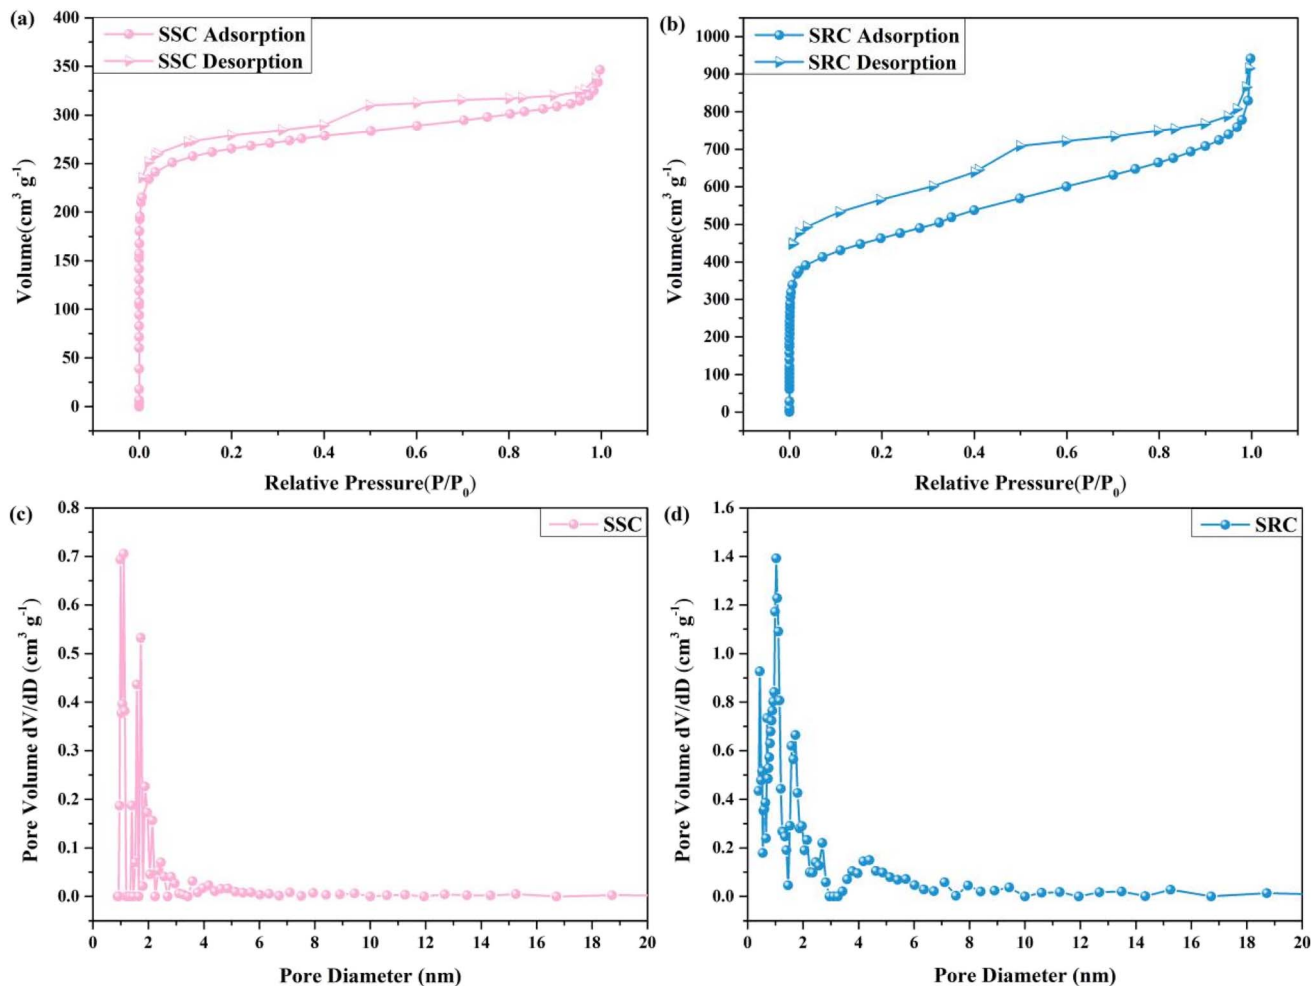 (a)
SSC Adsorption
SSC Desorption
400
350
300
250
200
150
100
50
0
Volume(cm³ g⁻¹)
0.0 0.2 0.4 0.6 0.8 1.0
Relative Pressure(P/P₀)
(b)
SRC Adsorption
SRC Desorption
1000
900
800
700
600
500
400
300
200
100
0
Volume(cm³ g⁻¹)
0.0 0.2 0.4 0.6 0.8 1.0
Relative Pressure(P/P₀)
(c)
SSC
0.8
0.7
0.6
0.5
0.4
0.3
0.2
0.1
0.0
Pore Volume dV/dD (cm³ g⁻¹)
0 2 4 6 8 10 12 14 16 18 20
Pore Diameter (nm)
(d)
SRC
1.6
1.4
1.2
1.0
0.8
0.6
0.4
0.2
0.0
Pore Volume dV/dD (cm³ g⁻¹)
0 2 4 6 8 10 12 14 16 18 20
Pore Diameter (nm)